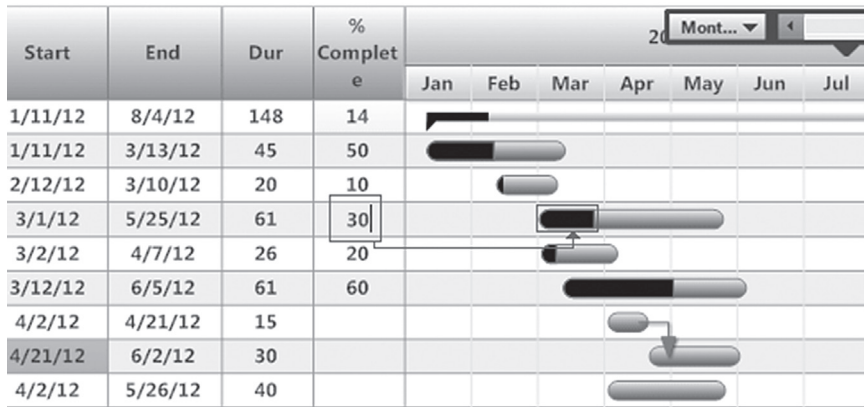 Mont...
20
Start End Dur % Complet e
Jan Feb Mar Apr May Jun Jul
1/11/12 8/4/12 148 14
1/11/12 3/13/12 45 50
2/12/12 3/10/12 20 10
3/1/12 5/25/12 61 30
3/2/12 4/7/12 26 20
3/12/12 6/5/12 61 60
4/2/12 4/21/12 15
4/21/12 6/2/12 30
4/2/12 5/26/12 40